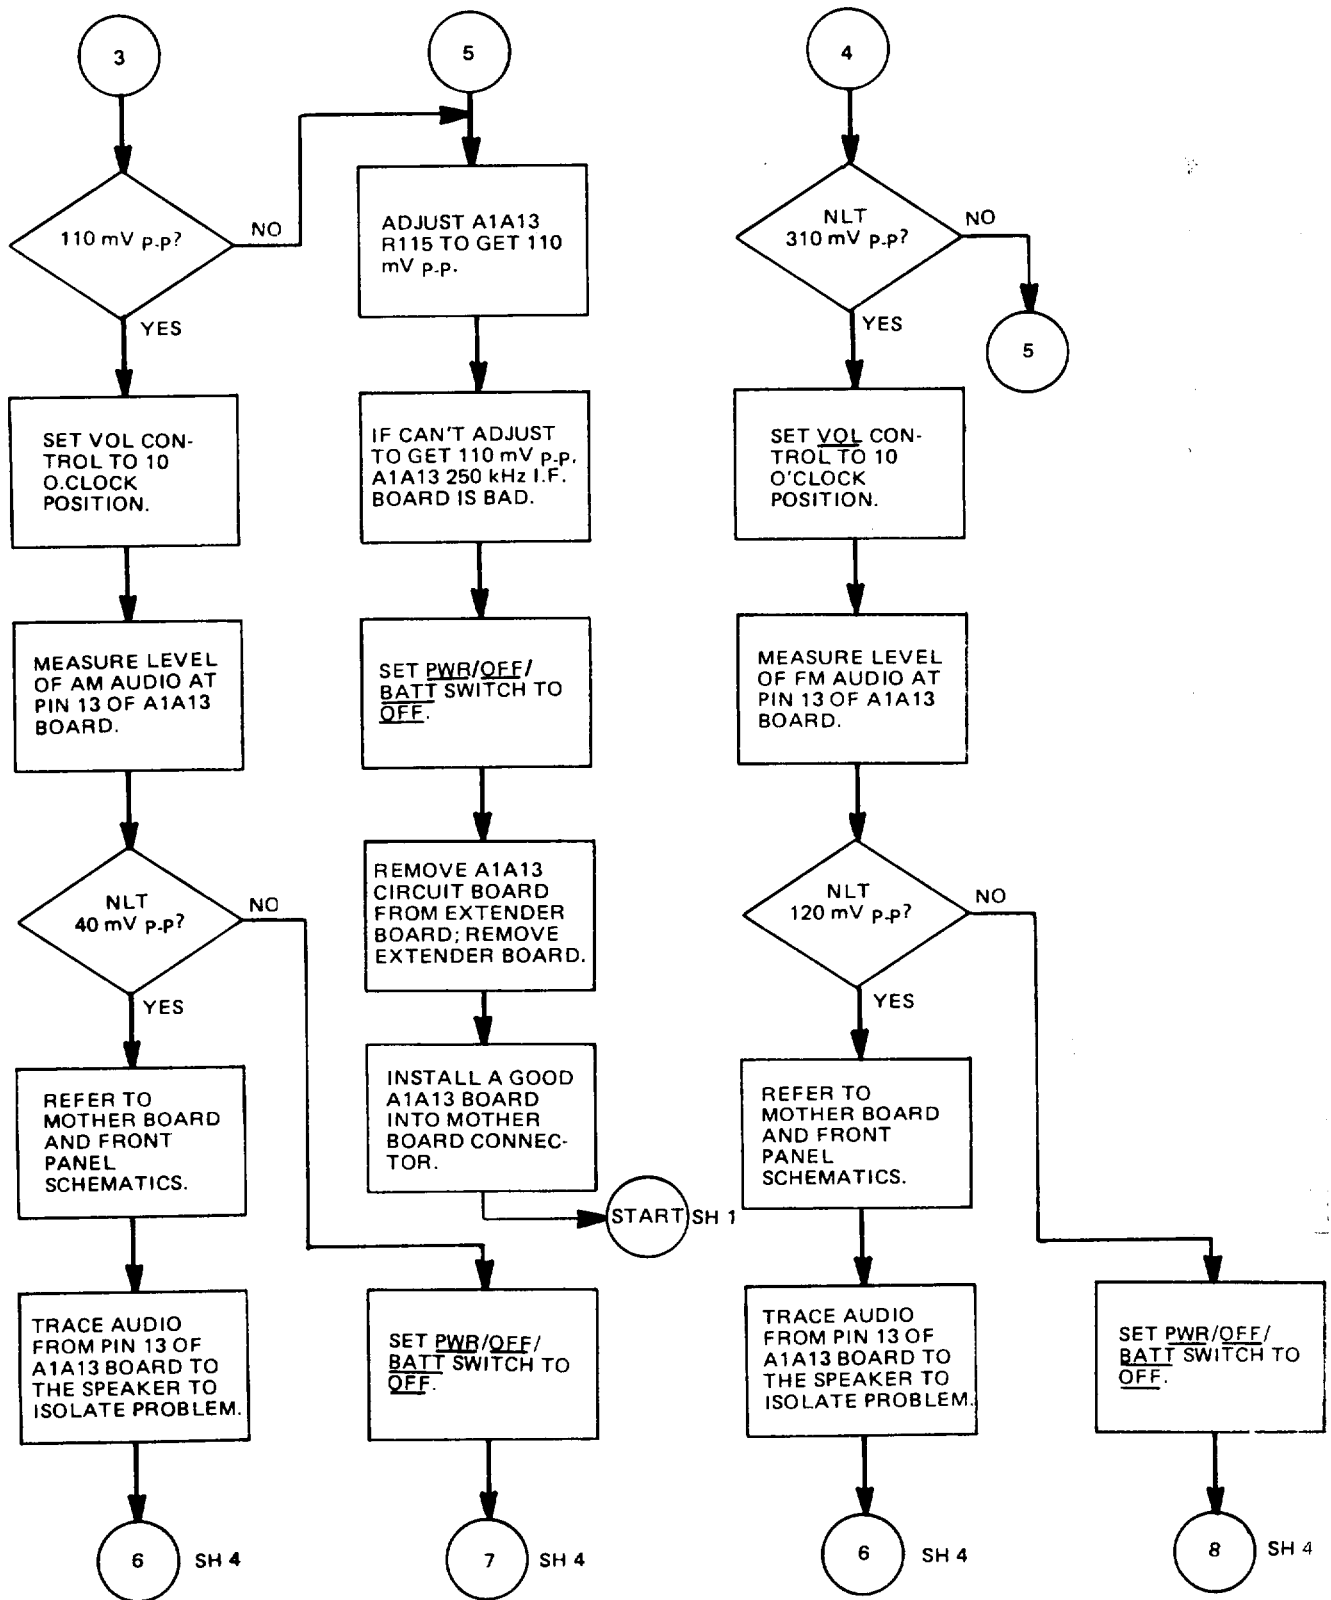 3
110 mV p-p?
NO
YES
SET VOL CON-
TROL TO 10
O.CLOCK
POSITION.
MEASURE LEVEL
OF AM AUDIO AT
PIN 13 OF A1A13
BOARD.
NLT
40 mV p-p?
NO
YES
REFER TO
MOTHER BOARD
AND FRONT
PANEL
SCHEMATICS.
TRACE AUDIO
FROM PIN 13 OF
A1A13 BOARD TO
THE SPEAKER TO
ISOLATE PROBLEM.
6
SH 4
5
ADJUST A1A13
R115 TO GET 110
mV p-p.
IF CAN'T ADJUST
TO GET 110 mV p-p,
A1A13 250 kHz I.F.
BOARD IS BAD.
SET PWR/OFF/
BATT SWITCH TO
OFF.
REMOVE A1A13
CIRCUIT BOARD
FROM EXTENDER
BOARD; REMOVE
EXTENDER BOARD.
INSTALL A GOOD
A1A13 BOARD
INTO MOTHER
BOARD CONNEC-
TOR.
START
SH 1
SET PWR/OFF/
BATT SWITCH TO
OFF.
7
SH 4
4
NLT
310 mV p-p?
NO
5
YES
SET VOL CON-
TROL TO 10
O'CLOCK
POSITION.
MEASURE LEVEL
OF FM AUDIO AT
PIN 13 OF A1A13
BOARD.
NLT
120 mV p-p?
NO
YES
REFER TO
MOTHER BOARD
AND FRONT
PANEL
SCHEMATICS.
TRACE AUDIO
FROM PIN 13 OF
A1A13 BOARD TO
THE SPEAKER TO
ISOLATE PROBLEM.
6
SH 4
SET PWR/OFF/
BATT SWITCH TO
OFF.
8
SH 4